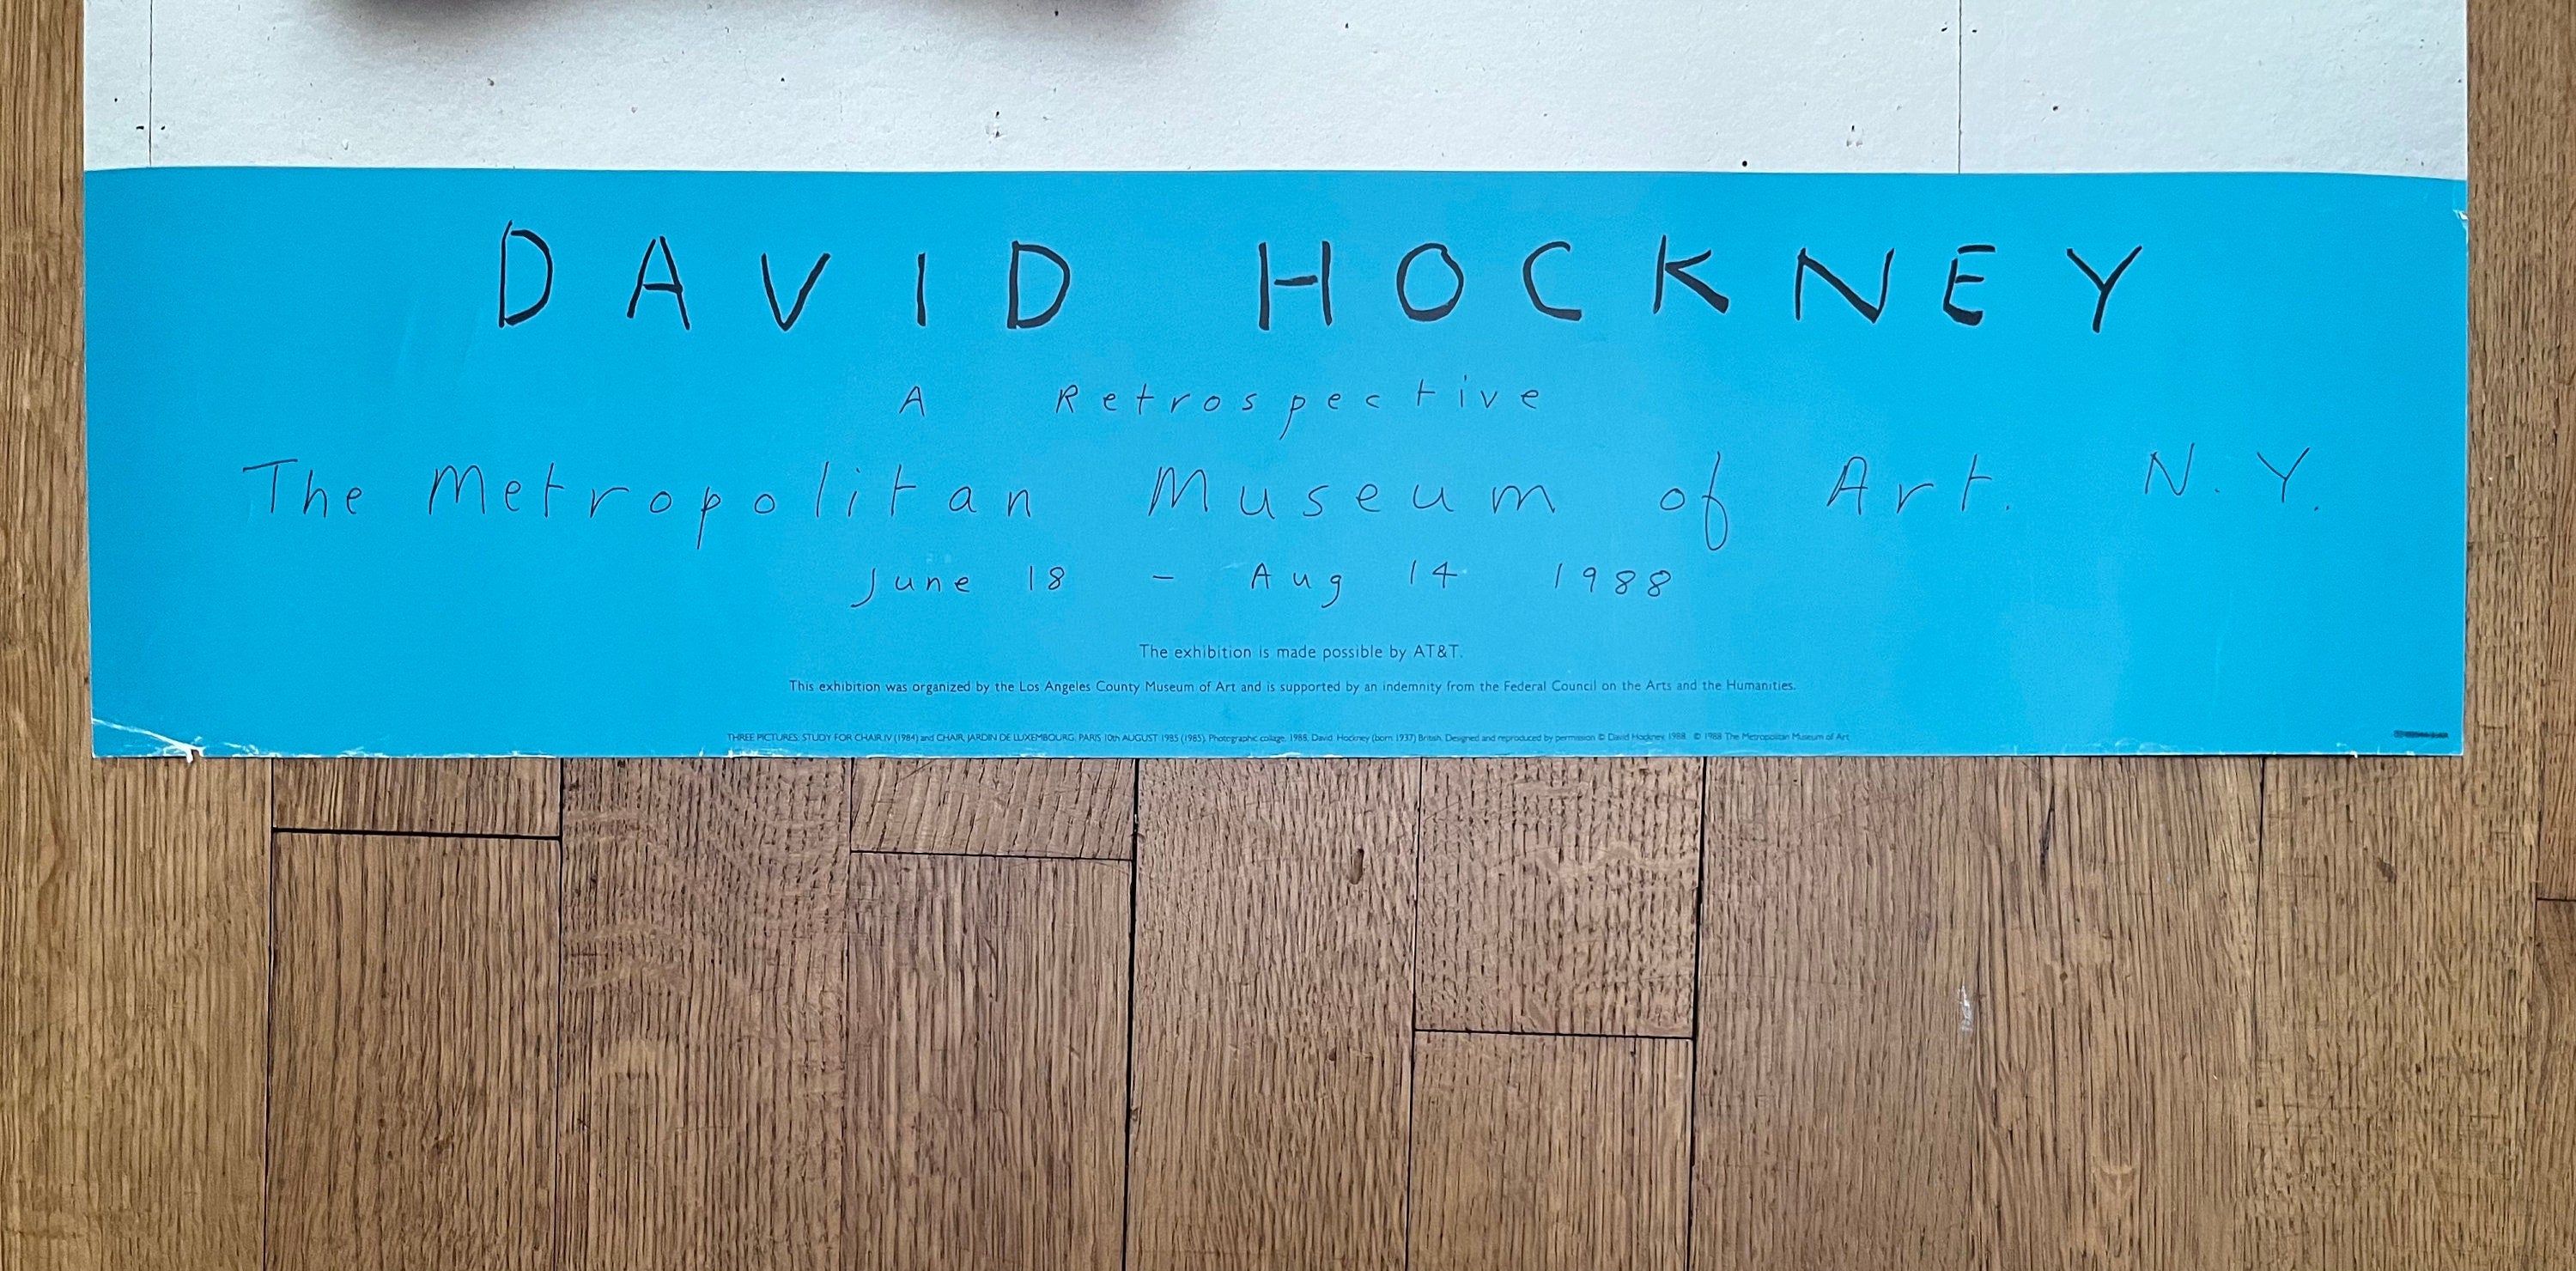 DAVID HOCKNEY
A Retrospective
The Metropolitan Museum of Art. N.Y.
June 18 - Aug 14 1988
The exhibition is made possible by AT&T.
This exhibition was organized by the Los Angeles County Museum of Art and is supported by an indemnity from the Federal Council on the Arts and the Humanities.
THREE PICTURES: STUDY FOR CHAIR IV (1984) and CHAIR, JARDIN DE LUXEMBOURG, PARIS 10th AUGUST 1985 (1985). Photographic collage, 1988. David Hockney (born 1937) British. Designed and reproduced by permission © David Hockney, 1988. © 1988 The Metropolitan Museum of Art